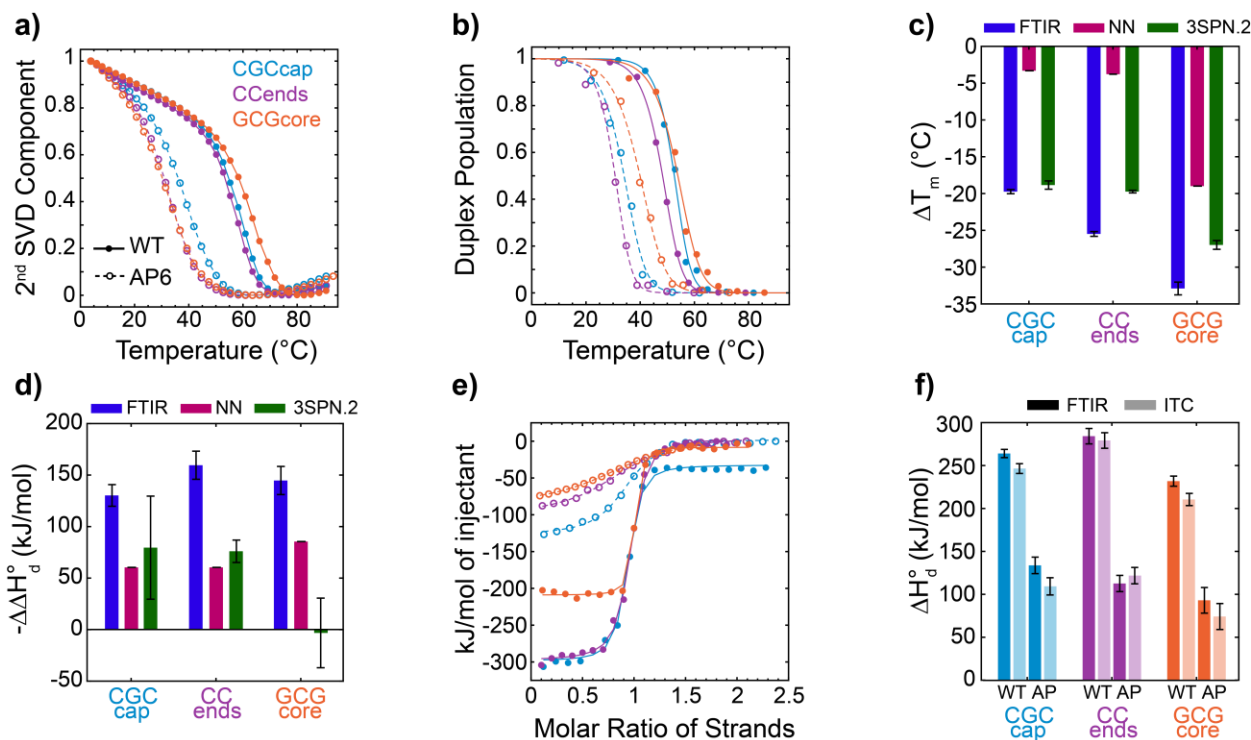 a)
2nd SVD Component
1
0.8
0.6
0.4
0.2
0
CGCcap
CCends
GCGcore
WT
AP6
0 20 40 60 80
Temperature (°C)
b)
Duplex Population
1
0.8
0.6
0.4
0.2
0
0 20 40 60 80
Temperature (°C)
c)
FTIR NN 3SPN.2
ΔTm (°C)
0
-5
-10
-15
-20
-25
-30
-35
CGC cap
CC ends
GCG core
d)
FTIR NN 3SPN.2
-ΔΔH°d (kJ/mol)
200
150
100
50
0
-50
CGC cap
CC ends
GCG core
e)
kJ/mol of injectant
0
-50
-100
-150
-200
-250
-300
0 0.5 1.0 1.5 2.0 2.5
Molar Ratio of Strands
f)
FTIR ITC
ΔH°d (kJ/mol)
300
250
200
150
100
50
0
WT AP WT AP WT AP
CGC cap
CC ends
GCG core